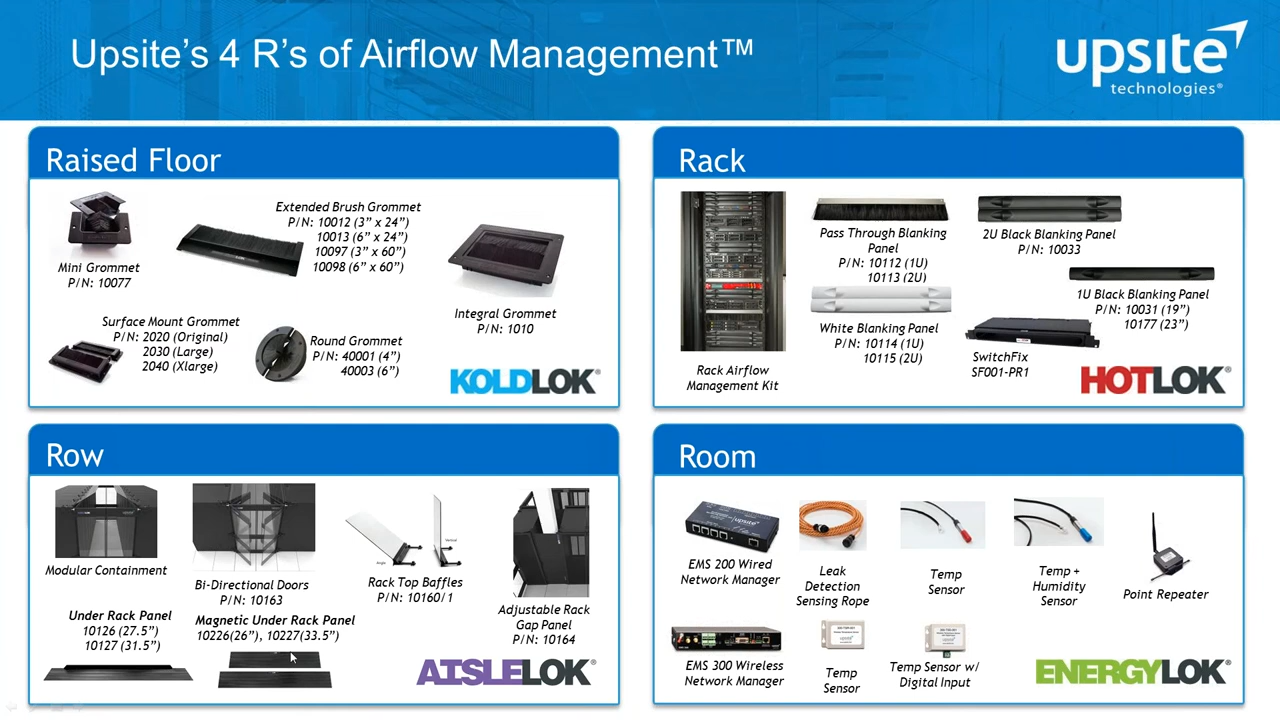 Upsite’s 4 R’s of Airflow Management™
upsite
technologies®
Raised Floor
Mini Grommet
P/N: 10077
Extended Brush Grommet
P/N: 10012 (3” x 24”)
10013 (6” x 24”)
10097 (3” x 60”)
10098 (6” x 60”)
Integral Grommet
P/N: 1010
Surface Mount Grommet
P/N: 2020 (Original)
2030 (Large)
2040 (Xlarge)
Round Grommet
P/N: 40001 (4”)
40003 (6”)
KOLDLOK®
Rack
Rack Airflow
Management Kit
Pass Through Blanking
Panel
P/N: 10112 (1U)
10113 (2U)
2U Black Blanking Panel
P/N: 10033
1U Black Blanking Panel
P/N: 10031 (19”)
10177 (23”)
White Blanking Panel
P/N: 10114 (1U)
10115 (2U)
SwitchFix
SF001-PR1
HOTLOK®
Row
Modular Containment
Bi-Directional Doors
P/N: 10163
Angle
Vertical
Rack Top Baffles
P/N: 10160/1
Adjustable Rack
Gap Panel
P/N: 10164
Under Rack Panel
10126 (27.5”)
10127 (31.5”)
Magnetic Under Rack Panel
10226(26”), 10227(33.5”)
AISLELOK®
Room
upsite
EMS 200 Wired
Network Manager
Leak
Detection
Sensing Rope
Temp
Sensor
Temp +
Humidity
Sensor
Point Repeater
EMS 300 Wireless
Network Manager
Temp
Sensor
Temp Sensor w/
Digital Input
ENERGYLOK®